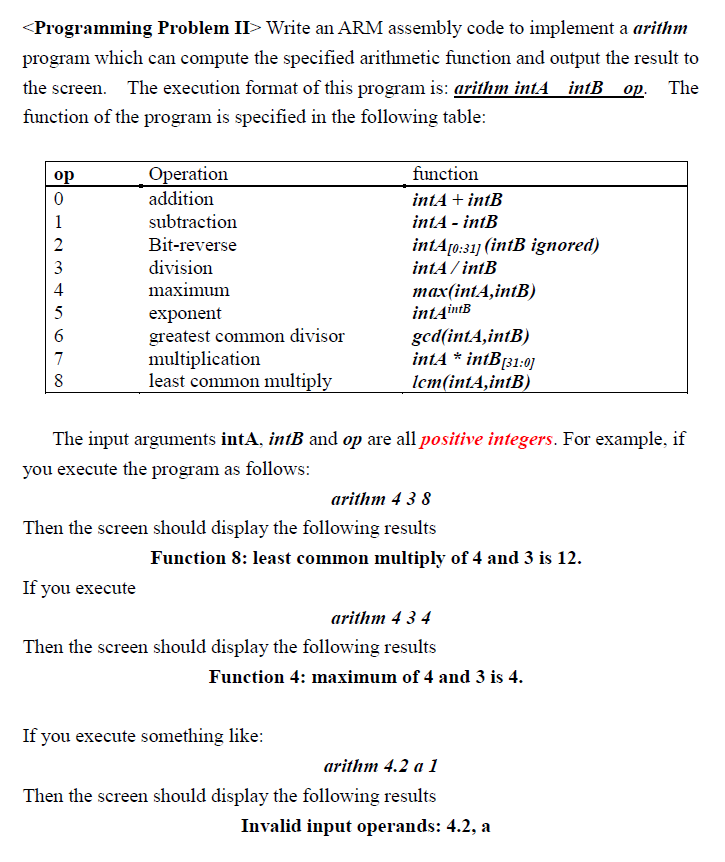 <Programming Problem II> Write an ARM assembly code to implement a arithm
program which can compute the specified arithmetic function and output the result to
the screen. The execution format of this program is: arithm intA intB op. The
function of the program is specified in the following table:
op Operation function
0 addition intA + intB
1 subtraction intA - intB
2 Bit-reverse intA[0:31] (intB ignored)
3 division intA / intB
4 maximum max(intA,intB)
5 exponent intA^intB
6 greatest common divisor gcd(intA,intB)
7 multiplication intA * intB[31:0]
8 least common multiply lcm(intA,intB)
The input arguments intA, intB and op are all positive integers. For example, if
you execute the program as follows:
arithm 4 3 8
Then the screen should display the following results
Function 8: least common multiply of 4 and 3 is 12.
If you execute
arithm 4 3 4
Then the screen should display the following results
Function 4: maximum of 4 and 3 is 4.
If you execute something like:
arithm 4.2 a 1
Then the screen should display the following results
Invalid input operands: 4.2, a